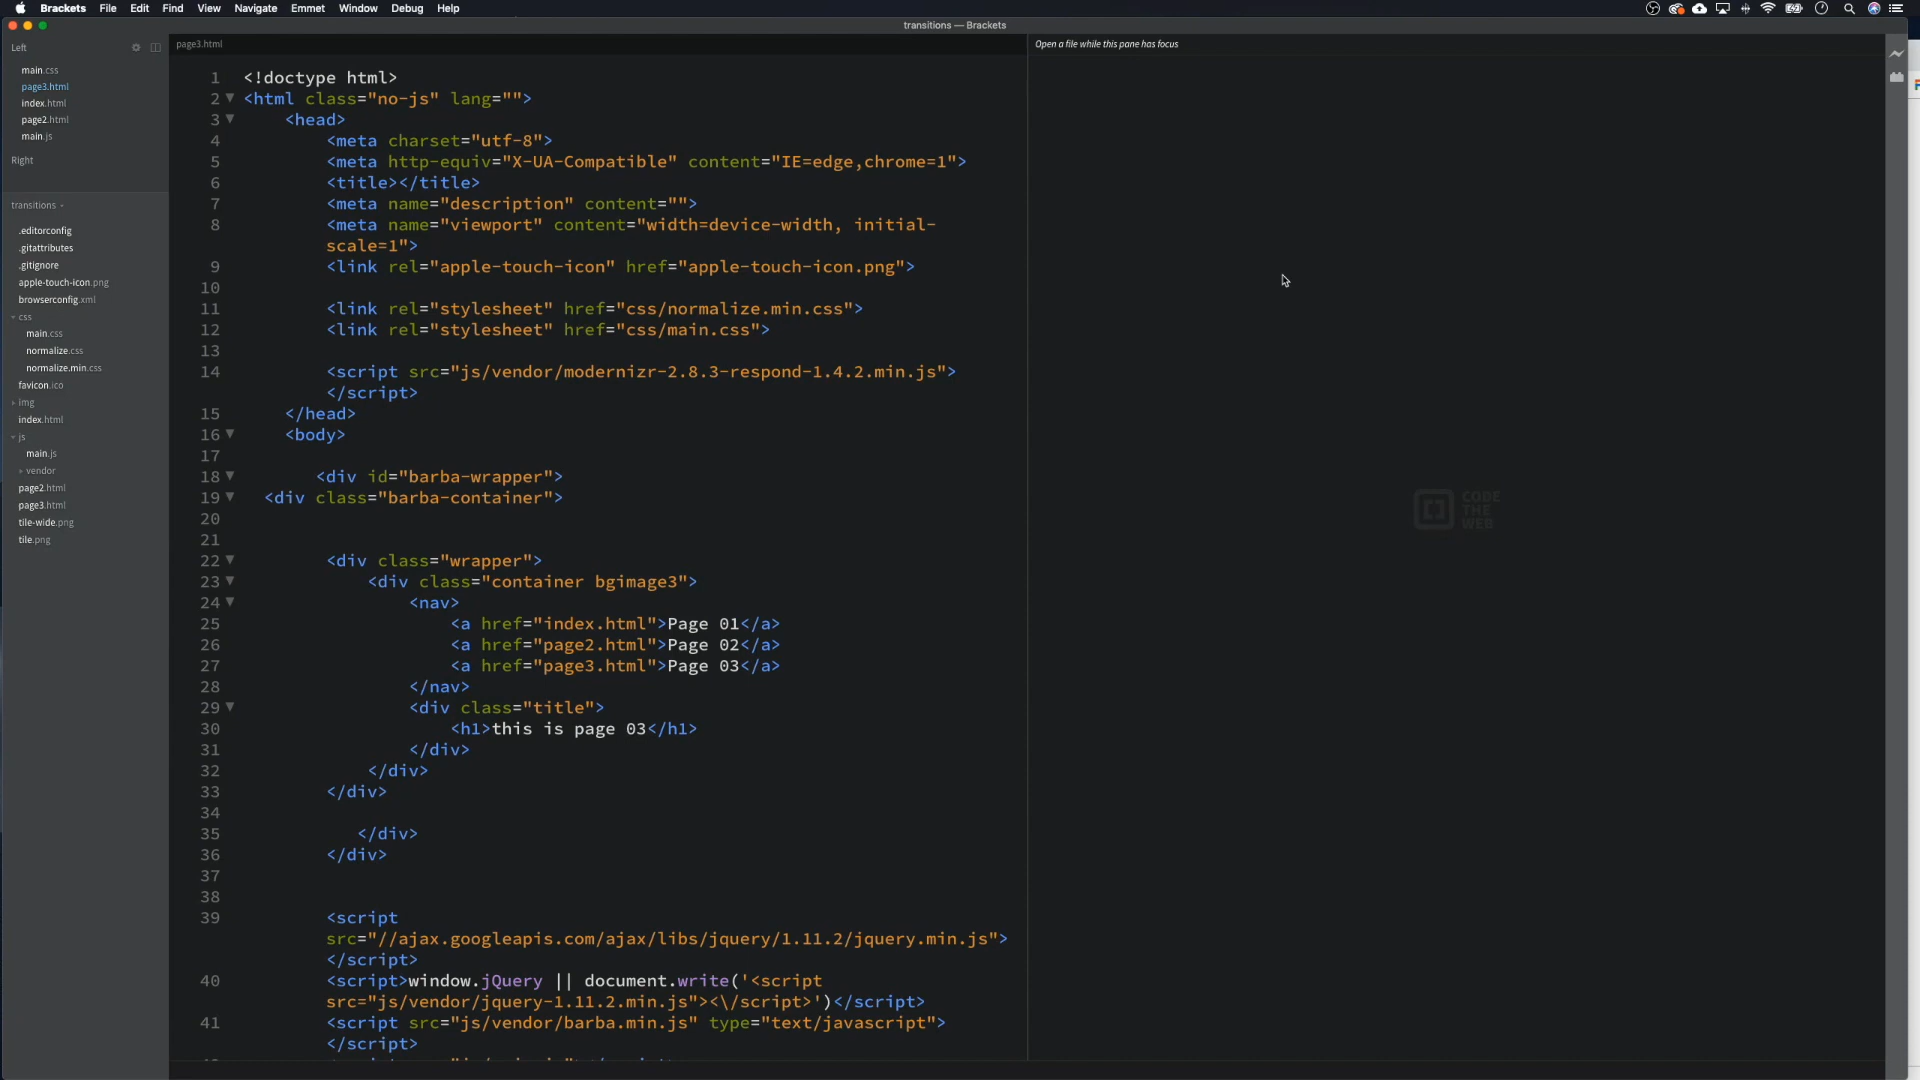 Brackets File Edit Find View Navigate Emmet Window Debug Help
transitions — Brackets
Left
main.css
page3.html
index.html
page2.html
main.js
Right
transitions
.editorconfig
.gitattributes
.gitignore
apple-touch-icon.png
browserconfig.xml
css
main.css
normalize.css
normalize.min.css
favicon.ico
img
index.html
js
main.js
vendor
page2.html
page3.html
tile-wide.png
tile.png
page3.html
1 <!doctype html>
2 <html class="no-js" lang="">
3 <head>
4 <meta charset="utf-8">
5 <meta http-equiv="X-UA-Compatible" content="IE=edge,chrome=1">
6 <title></title>
7 <meta name="description" content="">
8 <meta name="viewport" content="width=device-width, initial-
scale=1">
9 <link rel="apple-touch-icon" href="apple-touch-icon.png">
10
11 <link rel="stylesheet" href="css/normalize.min.css">
12 <link rel="stylesheet" href="css/main.css">
13
14 <script src="js/vendor/modernizr-2.8.3-respond-1.4.2.min.js">
</script>
15 </head>
16 <body>
17
18 <div id="barba-wrapper">
19 <div class="barba-container">
20
21
22 <div class="wrapper">
23 <div class="container bgimage3">
24 <nav>
25 <a href="index.html">Page 01</a>
26 <a href="page2.html">Page 02</a>
27 <a href="page3.html">Page 03</a>
28 </nav>
29 <div class="title">
30 <h1>this is page 03</h1>
31 </div>
32 </div>
33 </div>
34
35 </div>
36 </div>
37
38
39 <script
src="//ajax.googleapis.com/ajax/libs/jquery/1.11.2/jquery.min.js">
</script>
40 <script>window.jQuery || document.write('<script
src="js/vendor/jquery-1.11.2.min.js"><\/script>')</script>
41 <script src="js/vendor/barba.min.js" type="text/javascript">
</script>
Open a file while this pane has focus
CODE
THE
WEB